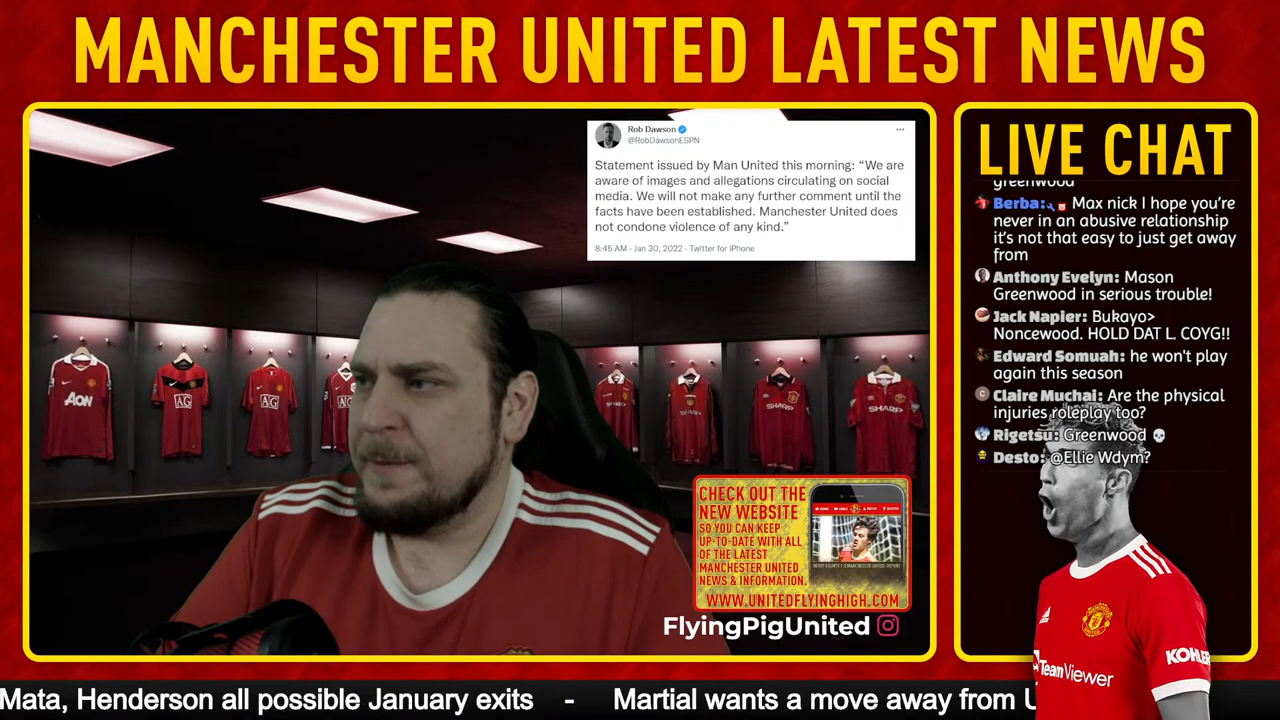 MANCHESTER UNITED LATEST NEWS
Rob Dawson
@RobDawsonESPN
Statement issued by Man United this morning: “We are
aware of images and allegations circulating on social
media. We will not make any further comment until the
facts have been established. Manchester United does
not condone violence of any kind.”
8:45 AM · Jan 30, 2022 · Twitter for iPhone
AON
AG
AG
AG
SHARP
SHARP
SHARP
CHECK OUT THE
NEW WEBSITE
SO YOU CAN KEEP
UP-TO-DATE WITH ALL
OF THE LATEST
MANCHESTER UNITED
NEWS & INFORMATION.
WWW.UNITEDFLYINGHIGH.COM
FlyingPigUnited
LIVE CHAT
greenwood
Berba: Max nick I hope you're
never in an abusive relationship
it's not that easy to just get away
from
Anthony Evelyn: Mason
Greenwood in serious trouble!
Jack Napier: Bukayo>
Noncewood. HOLD DAT L. COYG!!
Edward Somuah: he won't play
again this season
Claire Muchai: Are the physical
injuries roleplay too?
Rigetsu: Greenwood 💀
Desto: @Ellie Wdym?
KOHLER
TeamViewer
Mata, Henderson all possible January exits - Martial wants a move away from U